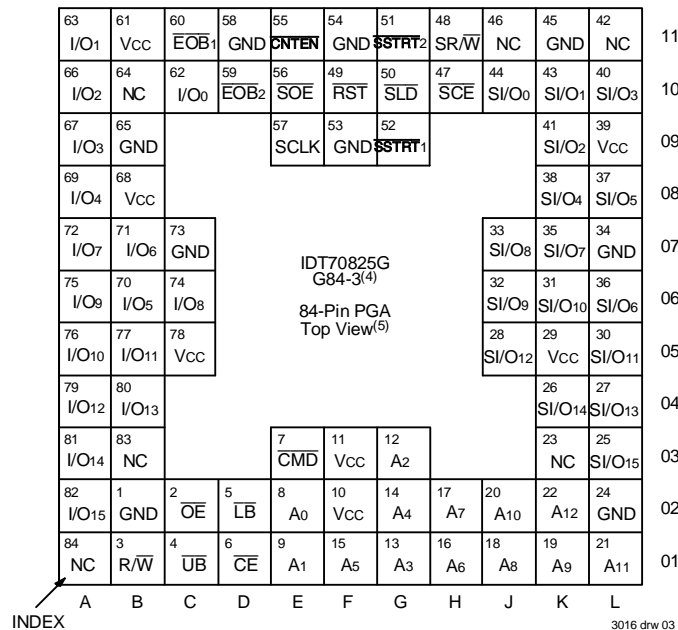 63 61 60 58 55 54 51 48 46 45 42
I/O1 VCC EOB1 GND CNTEN GND SSTRT2 SR/W NC GND NC 11
66 64 62 59 56 49 50 47 44 43 40
I/O2 NC I/O0 EOB2 SOE RST SLD SCE SI/O0 SI/O1 SI/O3 10
67 65 57 53 52 41 39
I/O3 GND SCLK GND SSTRT1 SI/O2 VCC 09
69 68 38 37
I/O4 VCC SI/O4 SI/O5 08
72 71 73 33 35 34
I/O7 I/O6 GND SI/O8 SI/O7 GND 07
IDT70825G
G84-3(4)
75 70 74 32 31 36
I/O9 I/O5 I/O8 SI/O9 SI/O10 SI/O6 06
84-Pin PGA
Top View(5)
76 77 78 28 29 30
I/O10 I/O11 VCC SI/O12 VCC SI/O11 05
79 80 26 27
I/O12 I/O13 SI/O14 SI/O13 04
81 83 7 11 12 23 25
I/O14 NC CMD VCC A2 NC SI/O15 03
82 1 2 5 8 10 14 17 20 22 24
I/O15 GND OE LB A0 VCC A4 A7 A10 A12 GND 02
84 3 4 6 9 15 13 16 18 19 21
NC R/W UB CE A1 A5 A3 A6 A8 A9 A11 01
A B C D E F G H J K L
INDEX
3016 drw 03